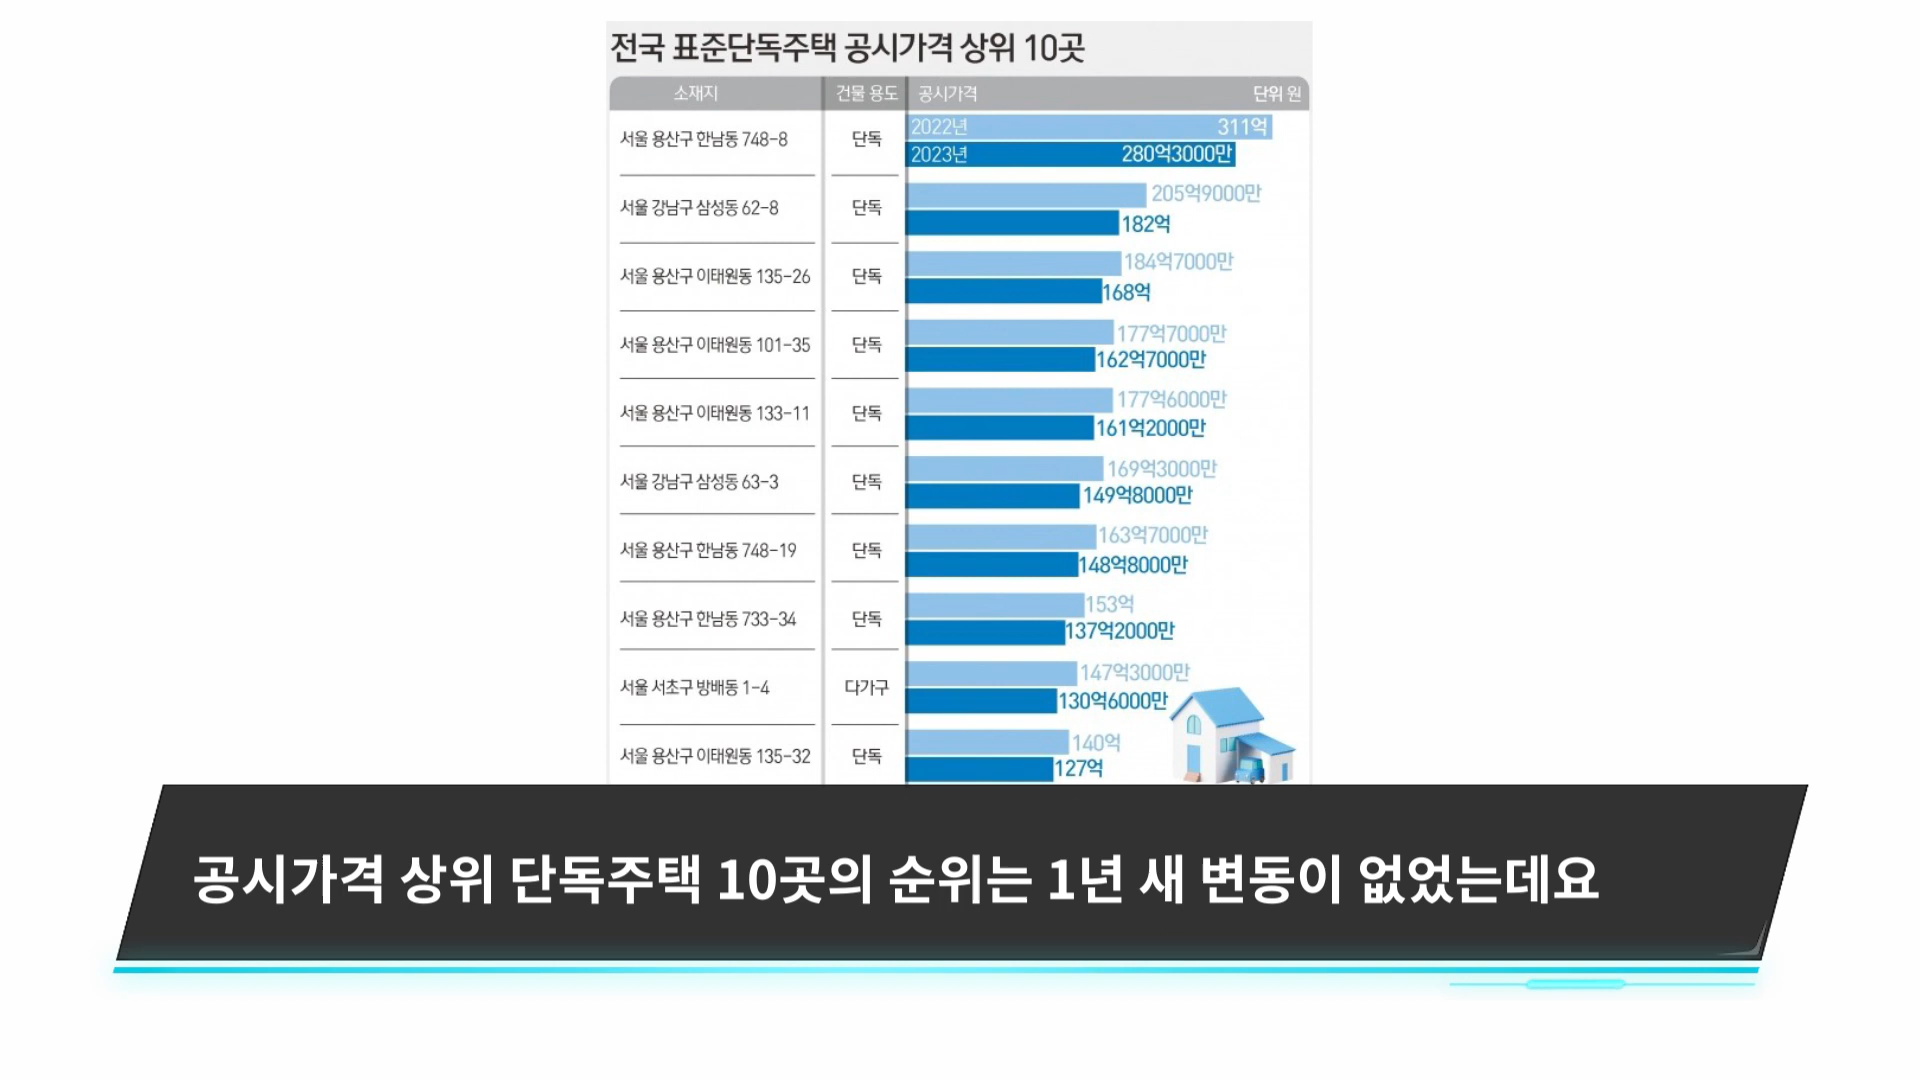 전국 표준단독주택 공시가격 상위 10곳
소재지 건물 용도 공시가격 단위 원
서울 용산구 한남동 748-8 단독 2022년 311억
2023년 280억3000만
서울 강남구 삼성동 62-8 단독 205억9000만
182억
서울 용산구 이태원동 135-26 단독 184억7000만
168억
서울 용산구 이태원동 101-35 단독 177억7000만
162억7000만
서울 용산구 이태원동 133-11 단독 177억6000만
161억2000만
서울 강남구 삼성동 63-3 단독 169억3000만
149억8000만
서울 용산구 한남동 748-19 단독 163억7000만
148억8000만
서울 용산구 한남동 733-34 단독 153억
137억2000만
서울 서초구 방배동 1-4 다가구 147억3000만
130억6000만
서울 용산구 이태원동 135-32 단독 140억
127억
공시가격 상위 단독주택 10곳의 순위는 1년 새 변동이 없었는데요